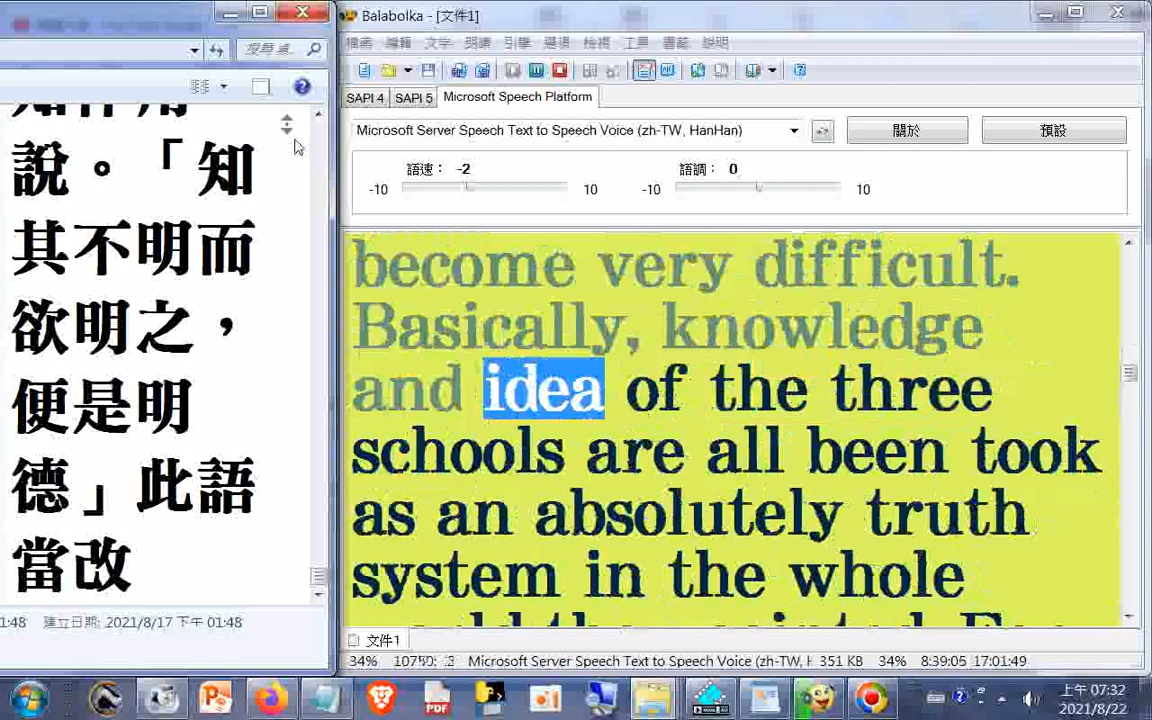 搜尋桌
說。「知
其不明而
欲明之，
便是明
德」此語
當改
建立日期: 2021/8/17 下午 01:48
Balabolka - [文件1]
檔案 編輯 文字 朗讀 引擎 選項 檢視 工具 書籤 說明
SAPI 4 SAPI 5 Microsoft Speech Platform
Microsoft Server Speech Text to Speech Voice (zh-TW, HanHan) 關於 預設
語速： -2 語調： 0
-10 10 -10 10
become very difficult.
Basically, knowledge
and idea of the three
schools are all been took
as an absolutely truth
system in the whole
文件1
34% Microsoft Server Speech Text to Speech Voice (zh-TW, 351 KB 34% 8:39:05 17:01:49
上午 07:32
2021/8/22